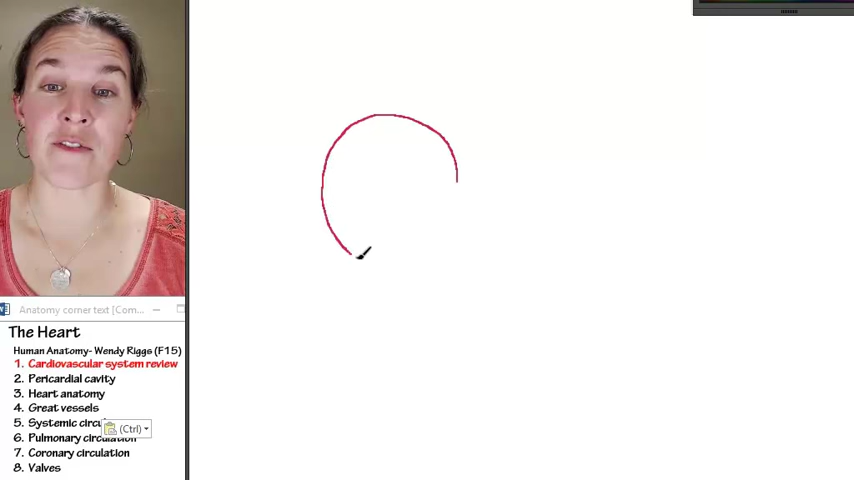 Anatomy corner text [Com...
The Heart
Human Anatomy- Wendy Riggs (F15)
1. Cardiovascular system review
2. Pericardial cavity
3. Heart anatomy
4. Great vessels
5. Systemic circu
(Ctrl)
6. Pulmonary circulation
7. Coronary circulation
8. Valves